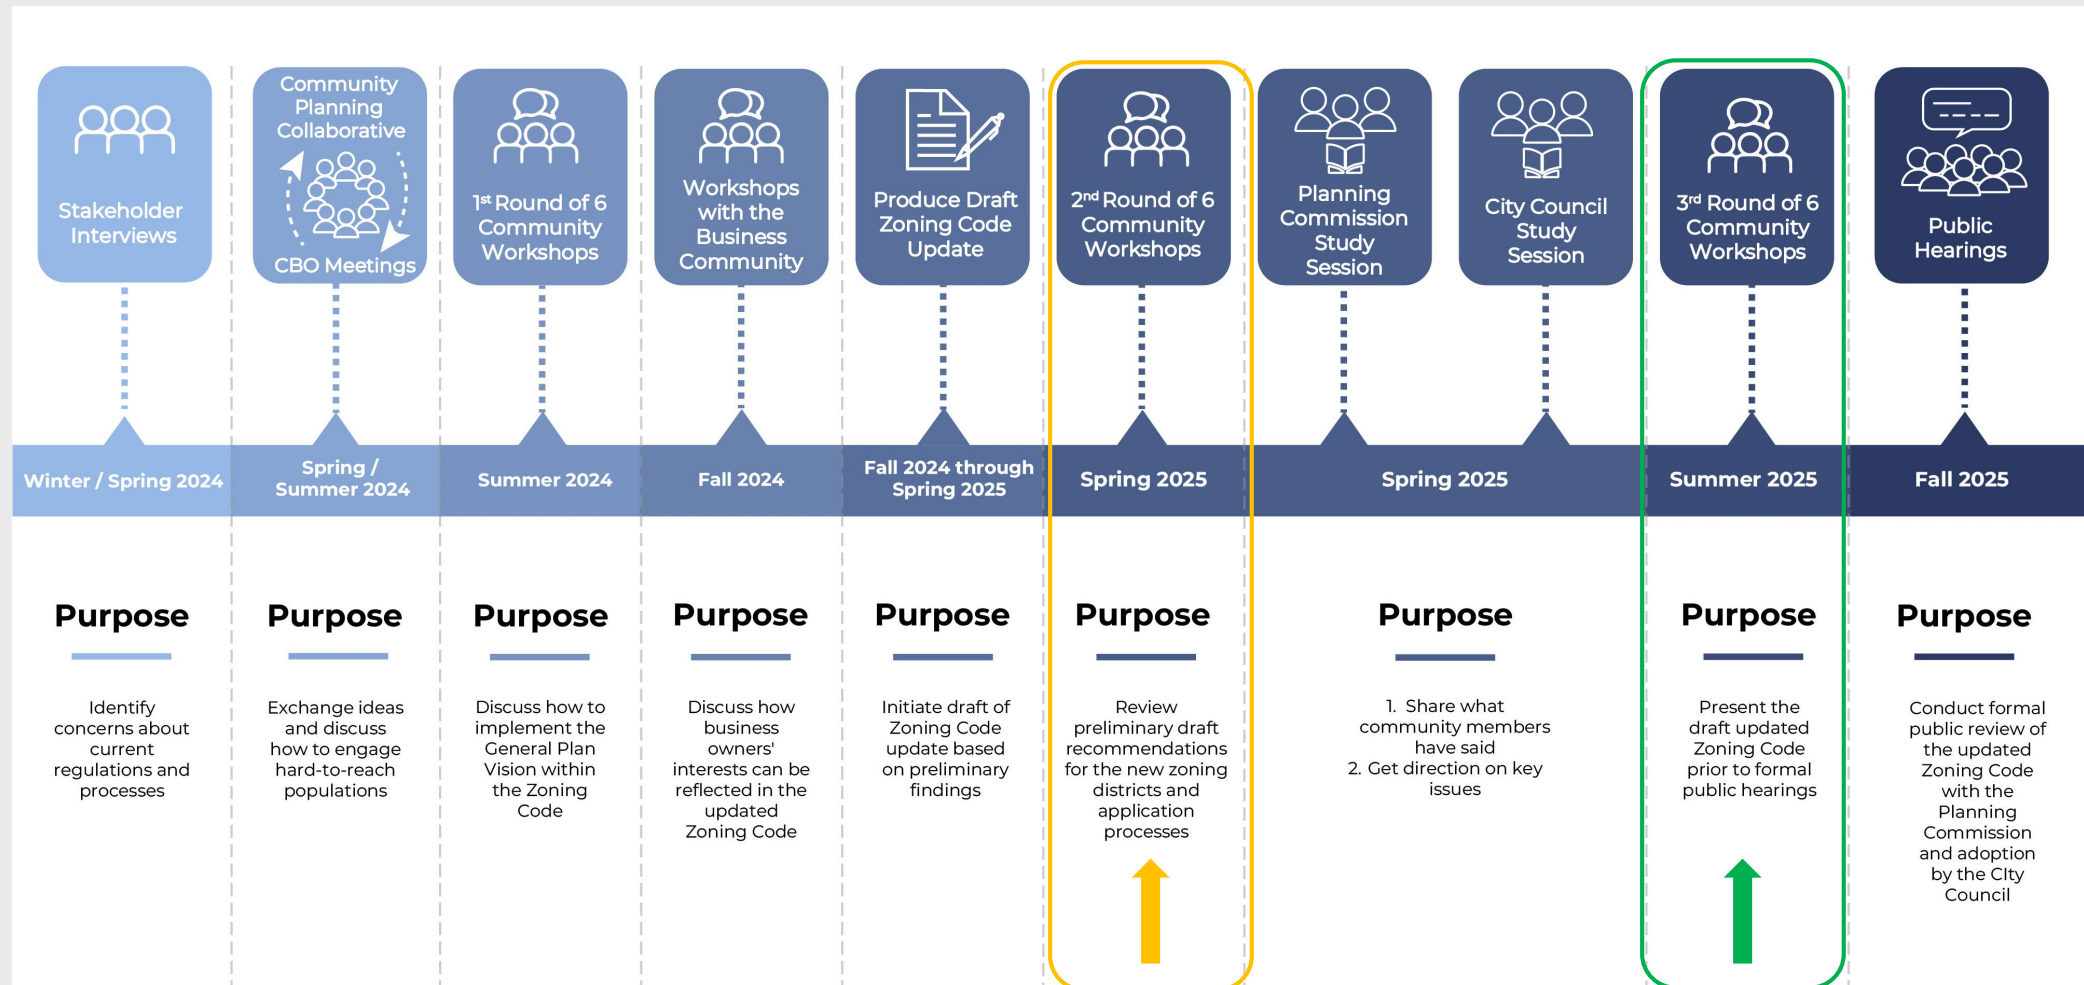 Stakeholder
Interviews
Community
Planning
Collaborative
CBO Meetings
1st Round of 6
Community
Workshops
Workshops
with the
Business
Community
Produce Draft
Zoning Code
Update
2nd Round of 6
Community
Workshops
Planning
Commission
Study
Session
City Council
Study
Session
3rd Round of 6
Community
Workshops
Public
Hearings
Winter / Spring 2024
Spring /
Summer 2024
Summer 2024
Fall 2024
Fall 2024 through
Spring 2025
Spring 2025
Spring 2025
Summer 2025
Fall 2025
Purpose
Identify
concerns about
current
regulations and
processes
Purpose
Exchange ideas
and discuss
how to engage
hard-to-reach
populations
Purpose
Discuss how to
implement the
General Plan
Vision within
the Zoning
Code
Purpose
Discuss how
business
owners'
interests can be
reflected in the
updated
Zoning Code
Purpose
Initiate draft of
Zoning Code
update based
on preliminary
findings
Purpose
Review
preliminary draft
recommendations
for the new zoning
districts and
application
processes
Purpose
1. Share what
community members
have said
2. Get direction on key
issues
Purpose
Present the
draft updated
Zoning Code
prior to formal
public hearings
Purpose
Conduct formal
public review of
the updated
Zoning Code
with the
Planning
Commission
and adoption
by the CIty
Council